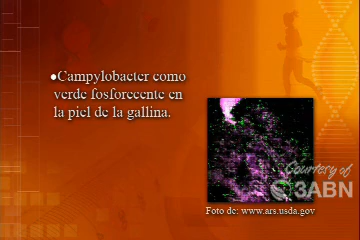 •Campylobacter como
verde fosforecente en
la piel de la gallina.
Courtesy of
3ABN
Foto de: www.ars.usda.gov